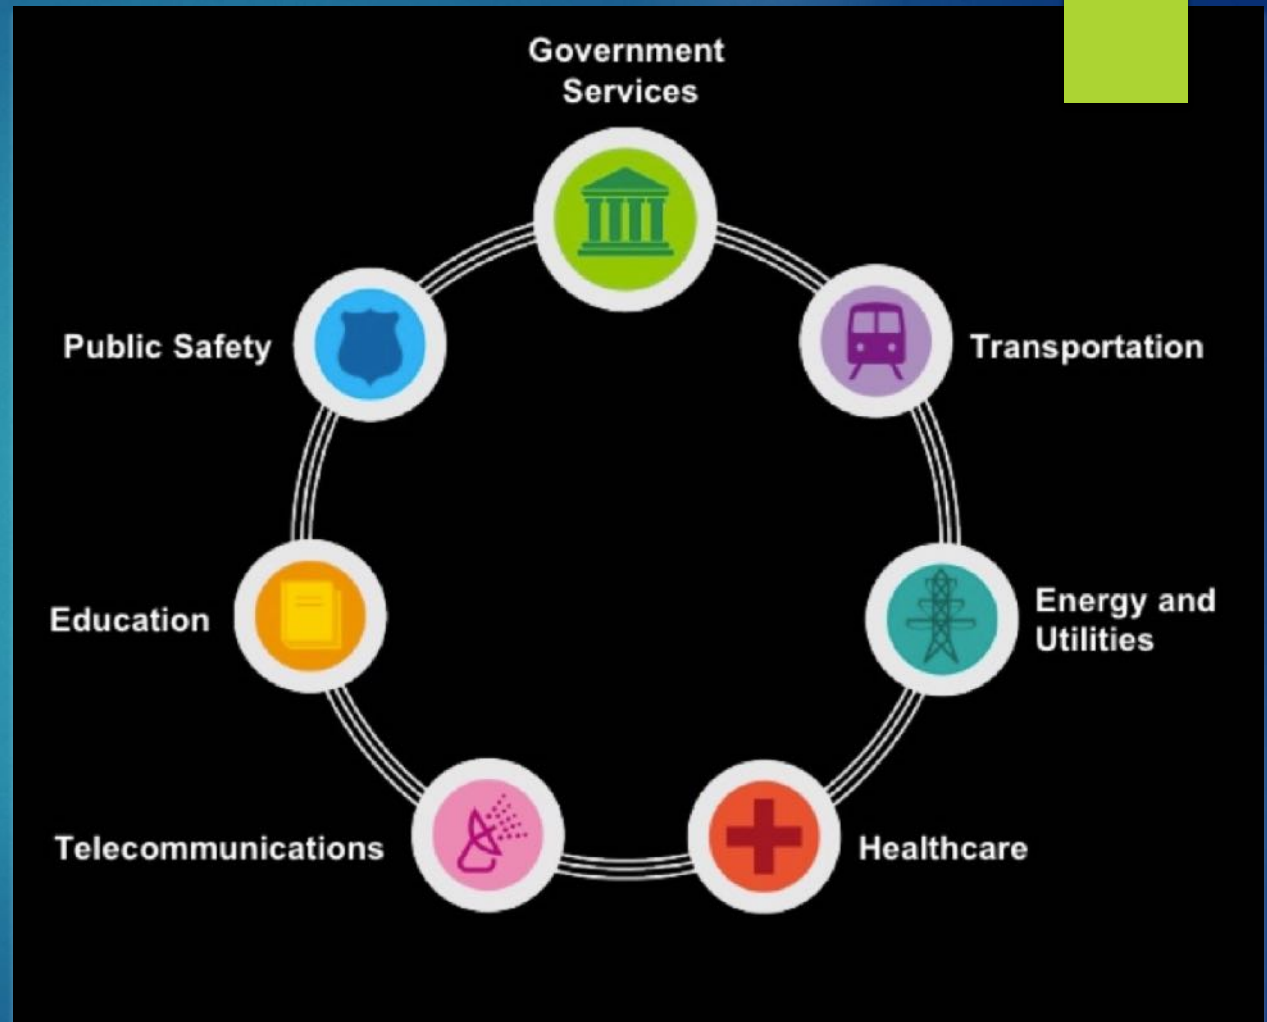 Government
Services
Public Safety
Transportation
Education
Energy and
Utilities
Telecommunications
Healthcare